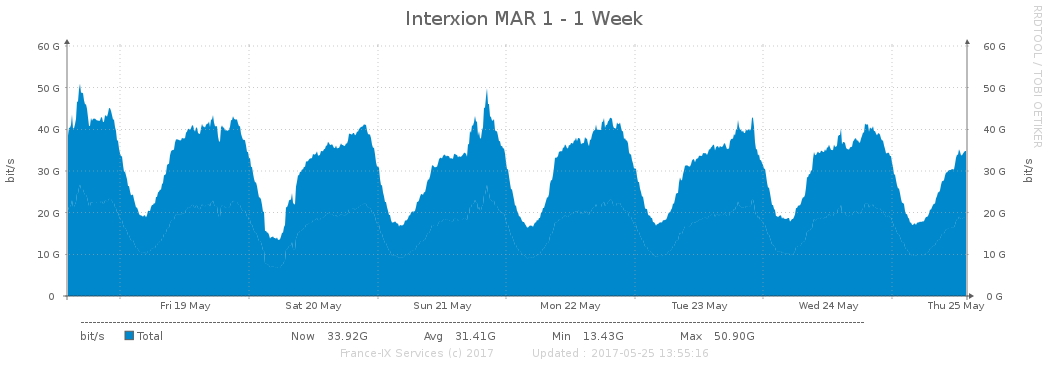 Interxion MAR 1 - 1 Week
RRDTOOL / TOBI OETIKER
60 G 60 G
50 G 50 G
40 G 40 G
30 G 30 G
20 G 20 G
10 G 10 G
0 0 G
bit/s
bit/s
Fri 19 May Sat 20 May Sun 21 May Mon 22 May Tue 23 May Wed 24 May Thu 25 May
bit/s Total Now 33.92G Avg 31.41G Min 13.43G Max 50.90G
France-IX Services (c) 2017 Updated : 2017-05-25 13:55:16